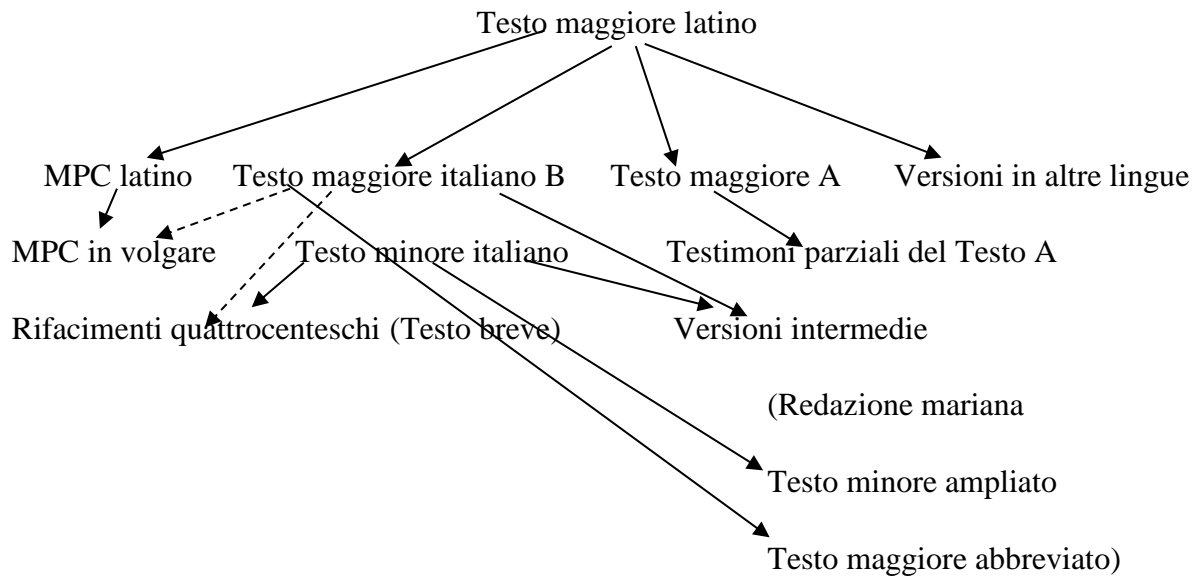 Testo maggiore latino
MPC latino Testo maggiore italiano B Testo maggiore A Versioni in altre lingue
MPC in volgare Testo minore italiano Testimoni parziali del Testo A
Rifacimenti quattrocenteschi (Testo breve) Versioni intermedie
(Redazione mariana
Testo minore ampliato
Testo maggiore abbreviato)